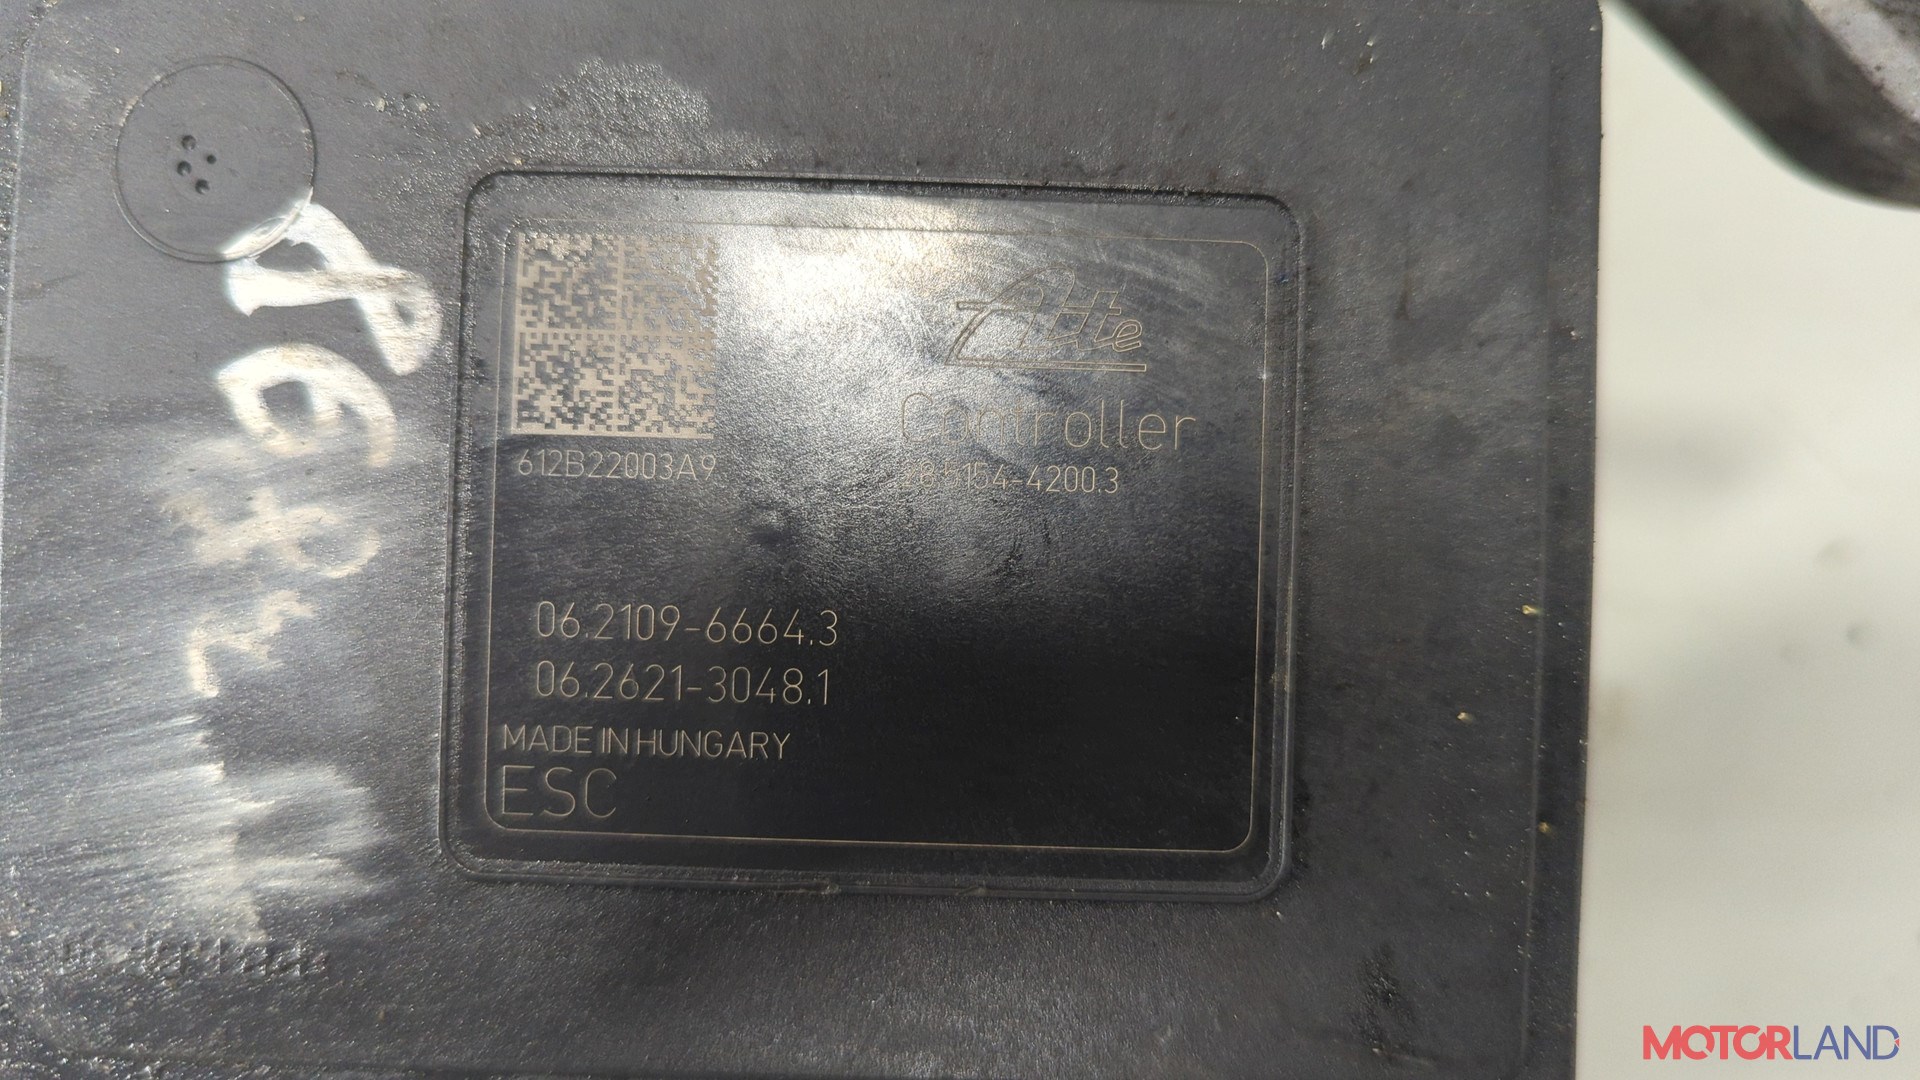 Ate
Controller
612B22003A9
28.5154-4200.3
06.2109-6664.3
06.2621-3048.1
MADE IN HUNGARY
ESC
MOTORLAND